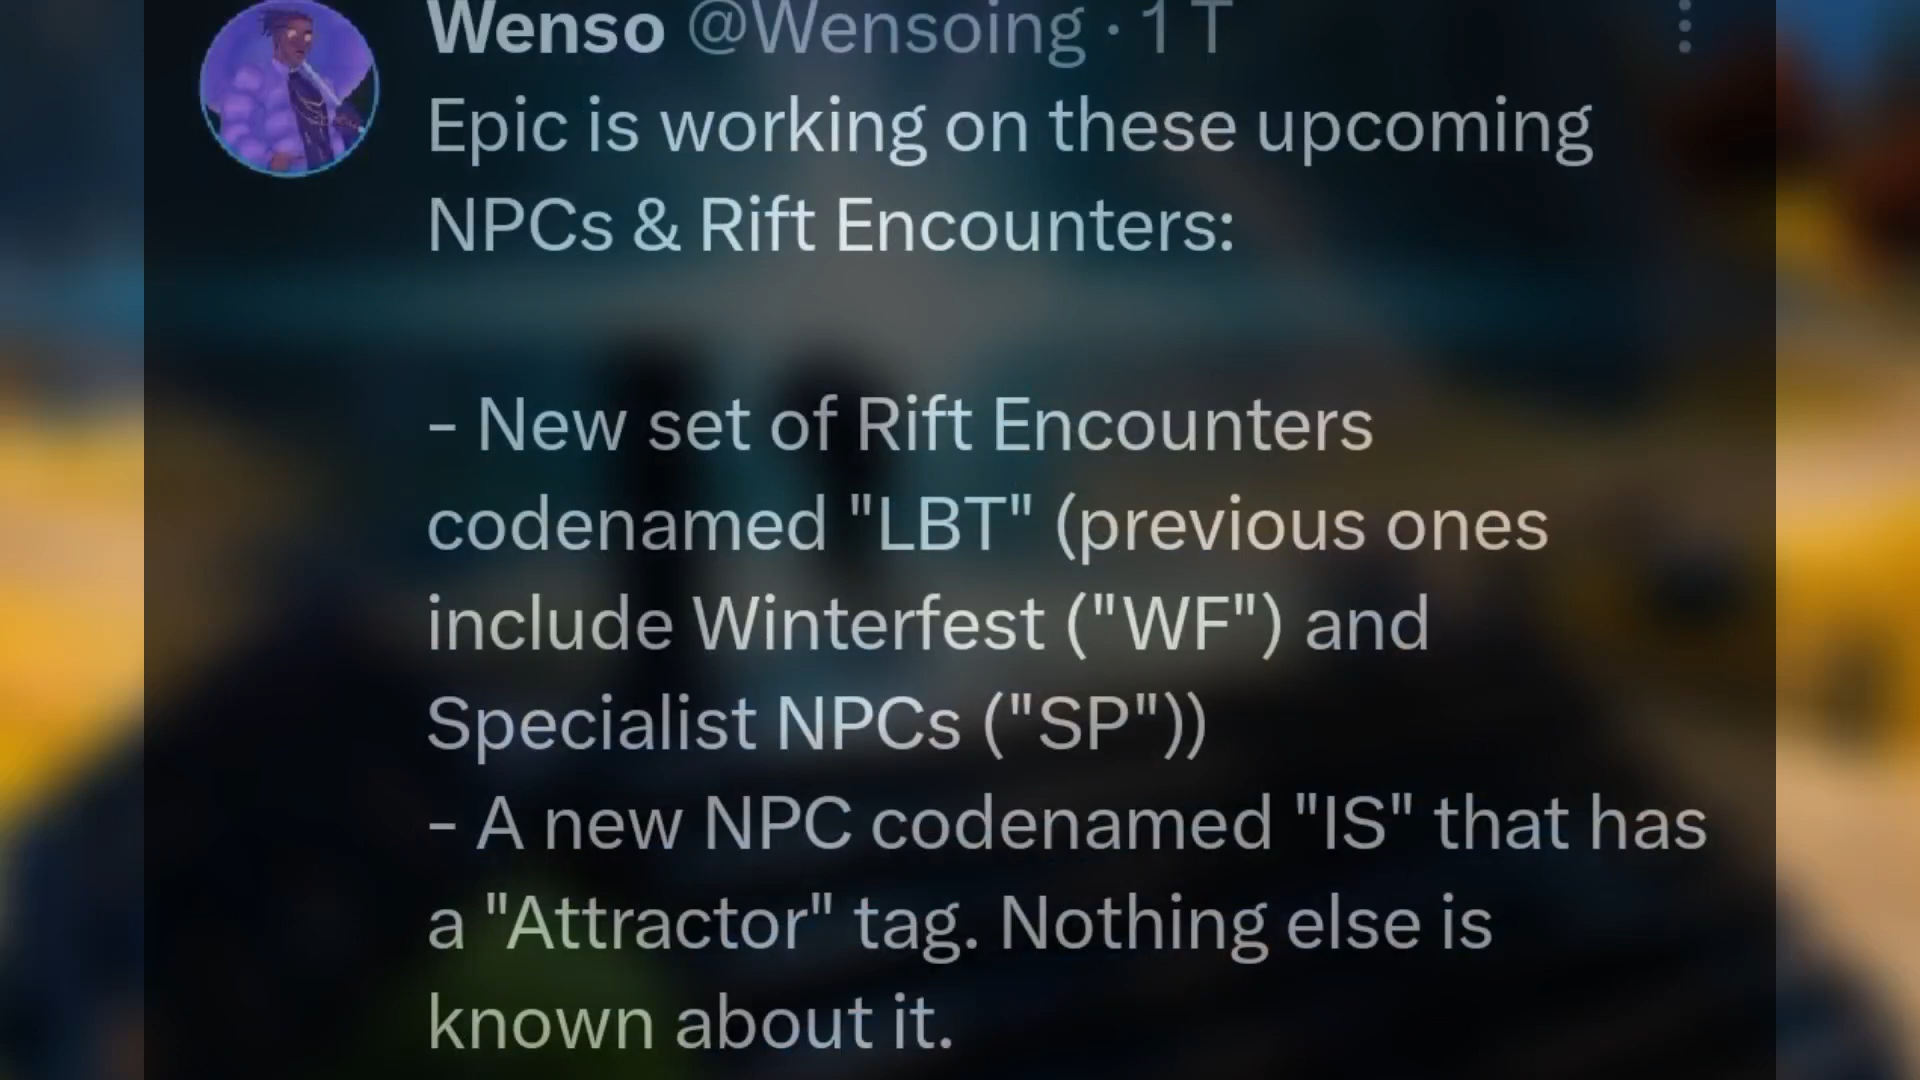 Wenso @Wensoing · 1 T
Epic is working on these upcoming
NPCs & Rift Encounters:
- New set of Rift Encounters
codenamed "LBT" (previous ones
include Winterfest ("WF") and
Specialist NPCs ("SP"))
- A new NPC codenamed "IS" that has
a "Attractor" tag. Nothing else is
known about it.